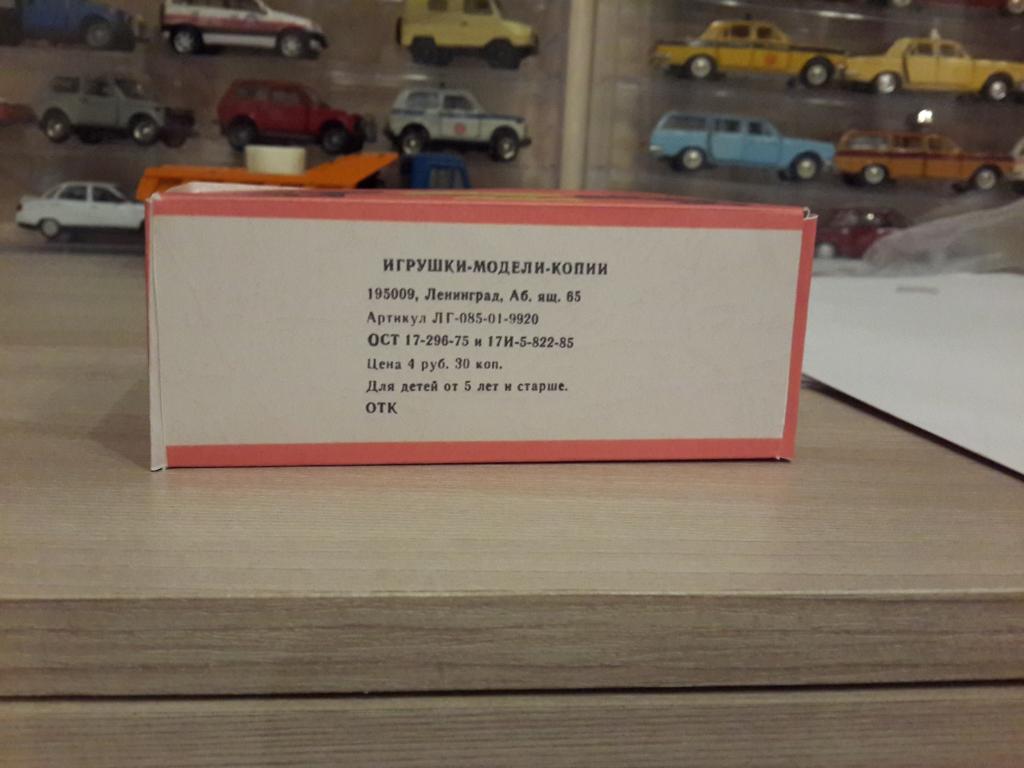 ИГРУШКИ-МОДЕЛИ-КОПИИ
195009, Ленинград, Аб. ящ. 65
Артикул ЛГ-085-01-9920
ОСТ 17-296-75 и 17И-5-822-85
Цена 4 руб. 30 коп.
Для детей от 5 лет и старше.
ОТК